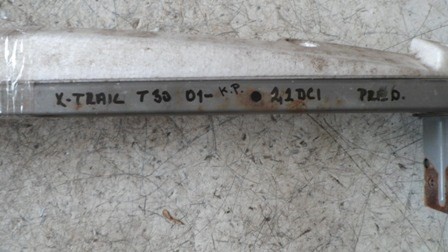 X-TRAIL T30 01- K.P. 2,2DCI PRED.